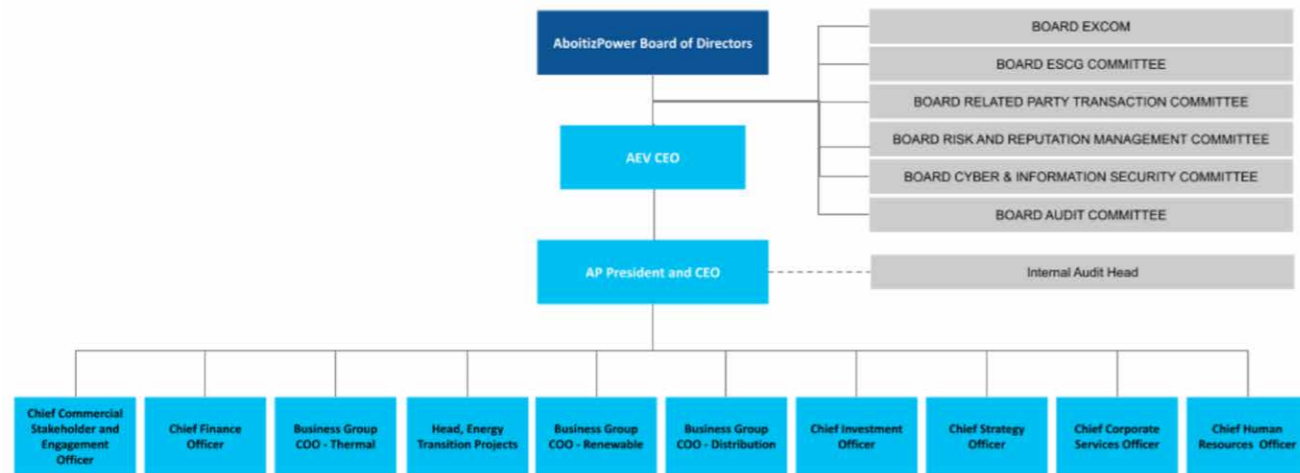 AboitizPower Board of Directors
BOARD EXCOM
BOARD ESCG COMMITTEE
BOARD RELATED PARTY TRANSACTION COMMITTEE
BOARD RISK AND REPUTATION MANAGEMENT COMMITTEE
BOARD CYBER & INFORMATION SECURITY COMMITTEE
BOARD AUDIT COMMITTEE
AEV CEO
AP President and CEO
Internal Audit Head
Chief Commercial
Stakeholder and
Engagement
Officer
Chief Finance
Officer
Business Group
COO - Thermal
Head, Energy
Transition Projects
Business Group
COO - Renewable
Business Group
COO - Distribution
Chief Investment
Officer
Chief Strategy
Officer
Chief Corporate
Services Officer
Chief Human
Resources Officer